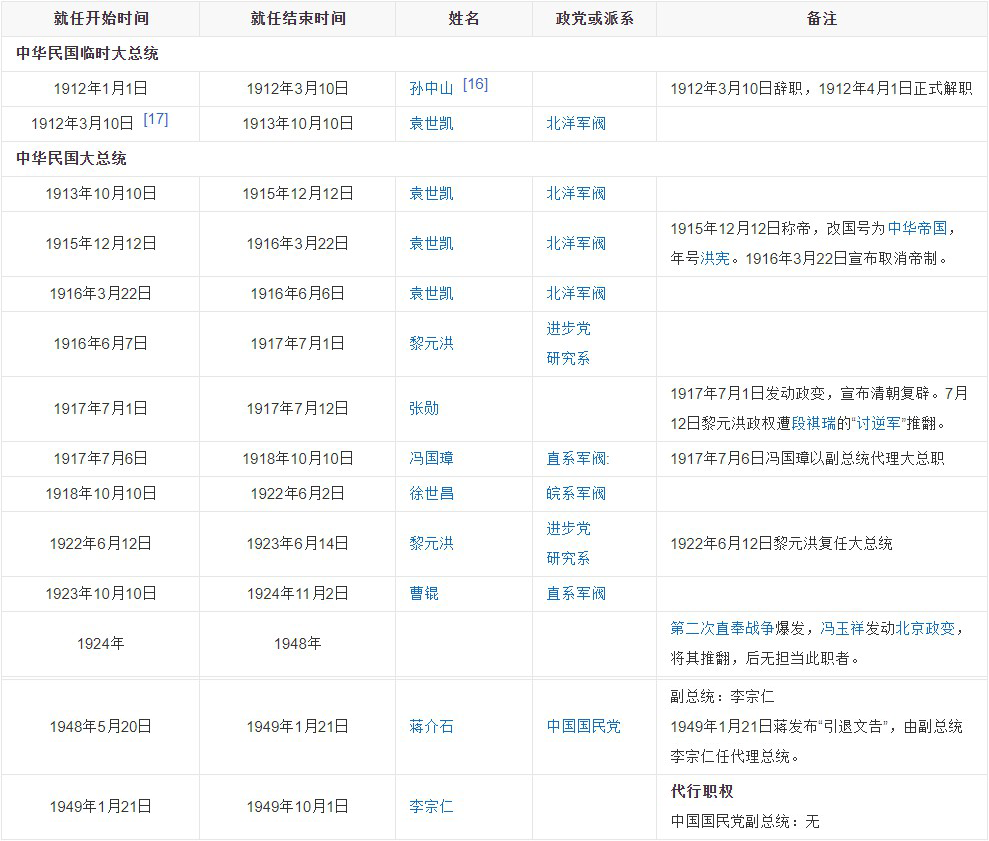 就任开始时间 就任结束时间 姓名 政党或派系 备注
中华民国临时大总统
1912年1月1日 1912年3月10日 孙中山 [16] 1912年3月10日辞职，1912年4月1日正式解职
1912年3月10日 [17] 1913年10月10日 袁世凯 北洋军阀
中华民国大总统
1913年10月10日 1915年12月12日 袁世凯 北洋军阀
1915年12月12日 1916年3月22日 袁世凯 北洋军阀 1915年12月12日称帝，改国号为中华帝国，
年号洪宪。1916年3月22日宣布取消帝制。
1916年3月22日 1916年6月6日 袁世凯 北洋军阀
1916年6月7日 1917年7月1日 黎元洪 进步党
研究系
1917年7月1日 1917年7月12日 张勋 1917年7月1日发动政变，宣布清朝复辟。7月
12日黎元洪政权遭段祺瑞的“讨逆军”推翻。
1917年7月6日 1918年10月10日 冯国璋 直系军阀: 1917年7月6日冯国璋以副总统代理大总职
1918年10月10日 1922年6月2日 徐世昌 皖系军阀
1922年6月12日 1923年6月14日 黎元洪 进步党
研究系 1922年6月12日黎元洪复任大总统
1923年10月10日 1924年11月2日 曹锟 直系军阀
1924年 1948年 第二次直奉战争爆发，冯玉祥发动北京政变，
将其推翻，后无担当此职者。
1948年5月20日 1949年1月21日 蒋介石 中国国民党 副总统：李宗仁
1949年1月21日蒋发布“引退文告”，由副总统
李宗仁任代理总统。
1949年1月21日 1949年10月1日 李宗仁 代行职权
中国国民党副总统：无